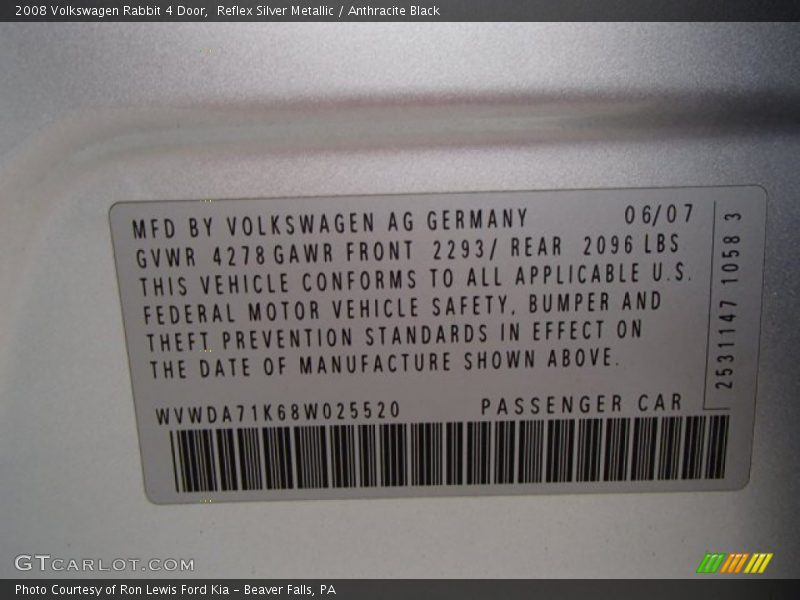 2008 Volkswagen Rabbit 4 Door,  Reflex Silver Metallic / Anthracite Black
MFD BY VOLKSWAGEN AG GERMANY 06/07
GVWR 4278 GAWR FRONT 2293/ REAR 2096 LBS
THIS VEHICLE CONFORMS TO ALL APPLICABLE U.S.
FEDERAL MOTOR VEHICLE SAFETY, BUMPER AND
THEFT PREVENTION STANDARDS IN EFFECT ON
THE DATE OF MANUFACTURE SHOWN ABOVE.
WVWDA71K68W025520 PASSENGER CAR
2531147 1058 3
GTCARLOT.COM
Photo Courtesy of Ron Lewis Ford Kia - Beaver Falls, PA